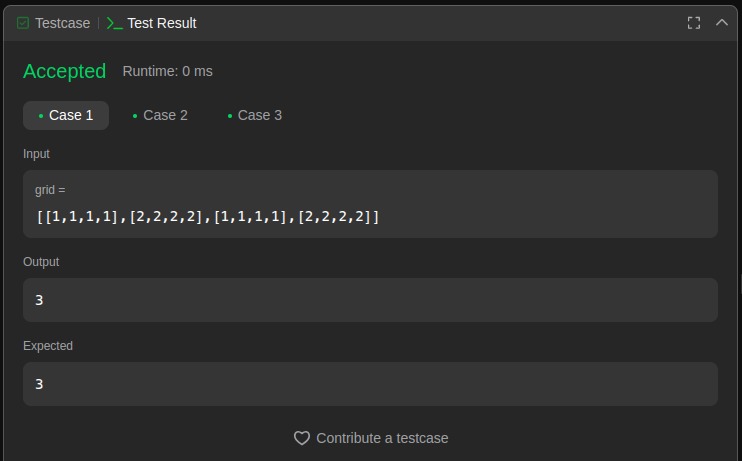 Testcase | >_ Test Result
Accepted Runtime: 0 ms
• Case 1 • Case 2 • Case 3
Input
grid =
[[1,1,1,1],[2,2,2,2],[1,1,1,1],[2,2,2,2]]
Output
3
Expected
3
Contribute a testcase